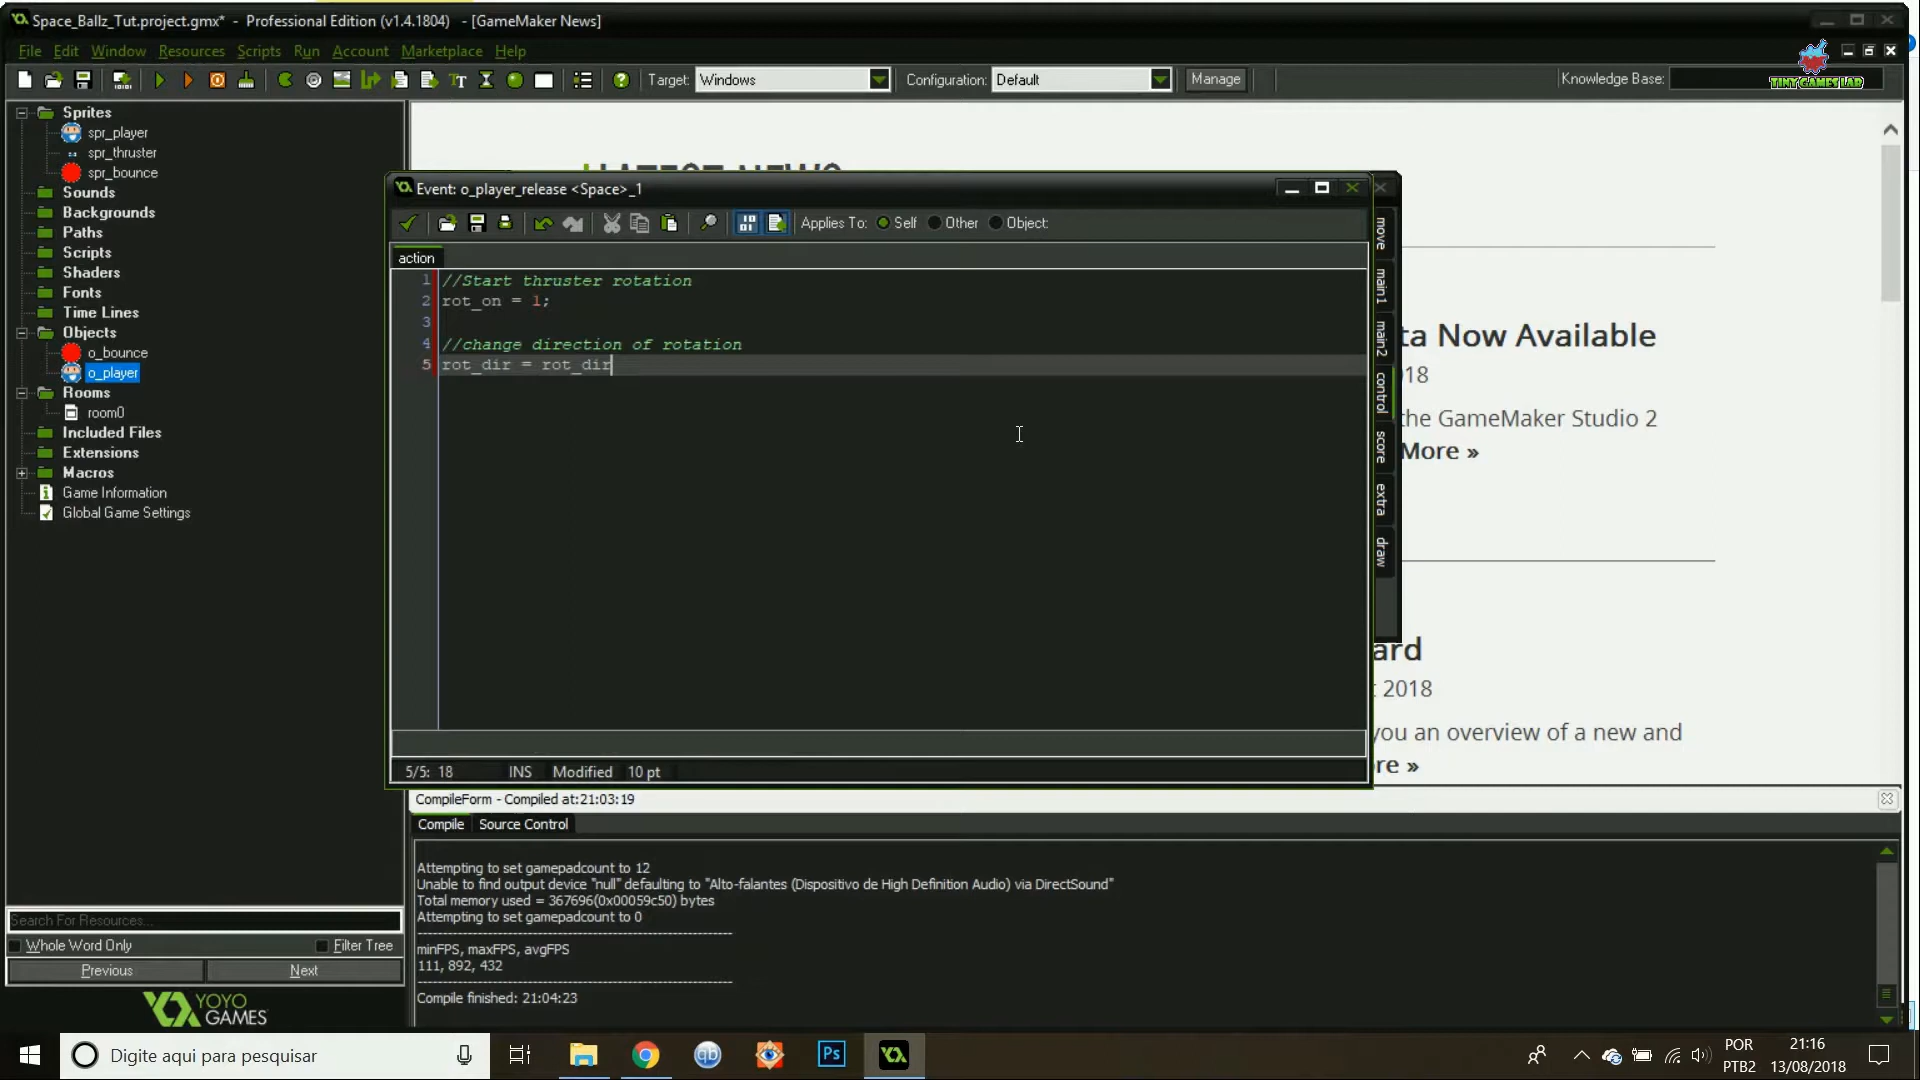 Space_Ballz_Tut.project.gmx* - Professional Edition (v1.4.1804) - [GameMaker News]
File Edit Window Resources Scripts Run Account Marketplace Help
Target: Windows Configuration: Default Manage Knowledge Base:
TINY GAMES LAB
Sprites
spr_player
spr_thruster
spr_bounce
Sounds
Backgrounds
Paths
Scripts
Shaders
Fonts
Time Lines
Objects
o_bounce
o_player
Rooms
room0
Included Files
Extensions
Macros
Game Information
Global Game Settings
Search For Resources...
Whole Word Only Filter Tree
Previous Next
YOYO
GAMES
LATEST NEWS
Event: o_player_release <Space>_1
Applies To: Self Other Object:
action
1 //Start thruster rotation
2 rot_on = 1;
3
4 //change direction of rotation
5 rot_dir = rot_dir
5/5: 18 INS Modified 10 pt
move
main1
main2
control
score
extra
draw
ta Now Available
018
the GameMaker Studio 2
More »
ard
2018
you an overview of a new and
re »
CompileForm - Compiled at:21:03:19
Compile Source Control
Attempting to set gamepadcount to 12
Unable to find output device "null" defaulting to "Alto-falantes (Dispositivo de High Definition Audio) via DirectSound"
Total memory used = 367696(0x00059c50) bytes
Attempting to set gamepadcount to 0
minFPS, maxFPS, avgFPS
111, 892, 432
Compile finished: 21:04:23
Digite aqui para pesquisar
qb
Ps
POR
PTB2
21:16
13/08/2018